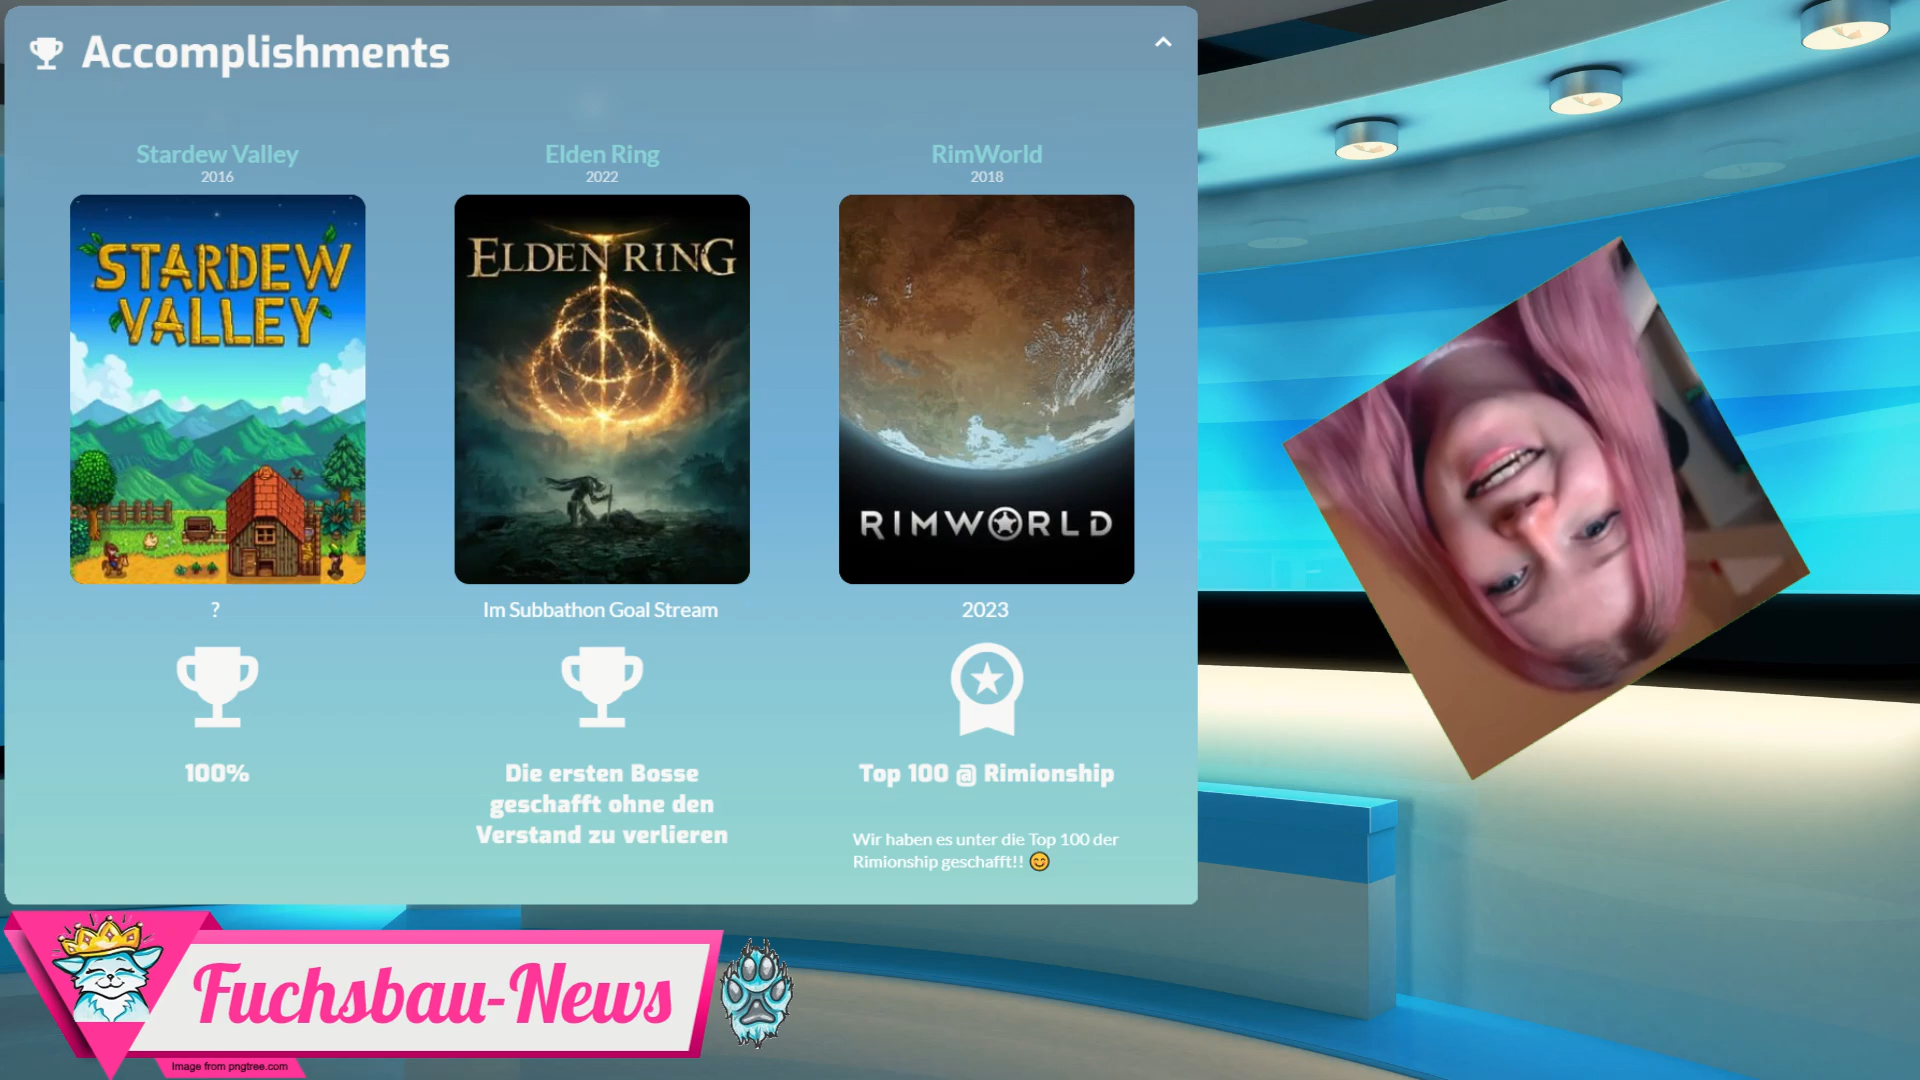 Accomplishments
Stardew Valley
2016
STARDEW
VALLEY
?
100%
Elden Ring
2022
ELDEN RING
Im Subbathon Goal Stream
Die ersten Bosse
geschafft ohne den
Verstand zu verlieren
RimWorld
2018
RIMWORLD
2023
Top 100 @ Rimionship
Wir haben es unter die Top 100 der
Rimionship geschafft!! 😊
Fuchsbau-News
Image from pngtree.com